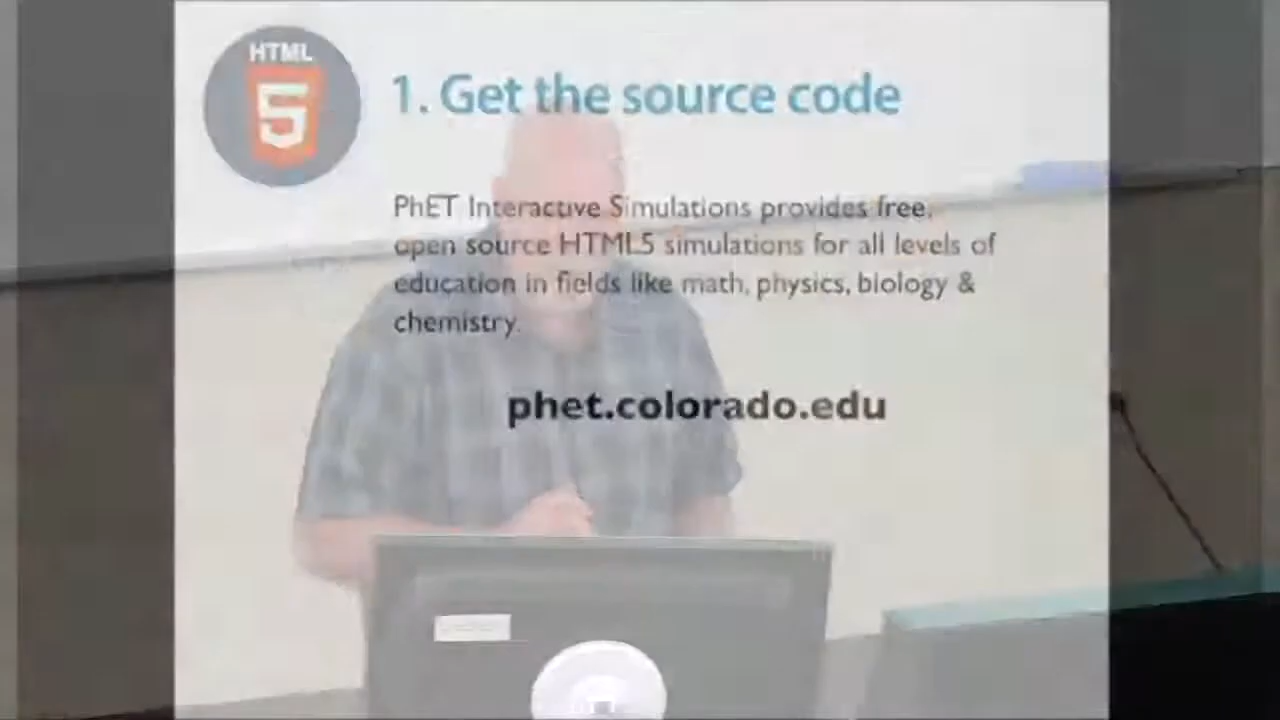 HTML
5
1. Get the source code
PhET Interactive Simulations provides free,
open source HTML5 simulations for all levels of
education in fields like math, physics, biology &
chemistry.
phet.colorado.edu